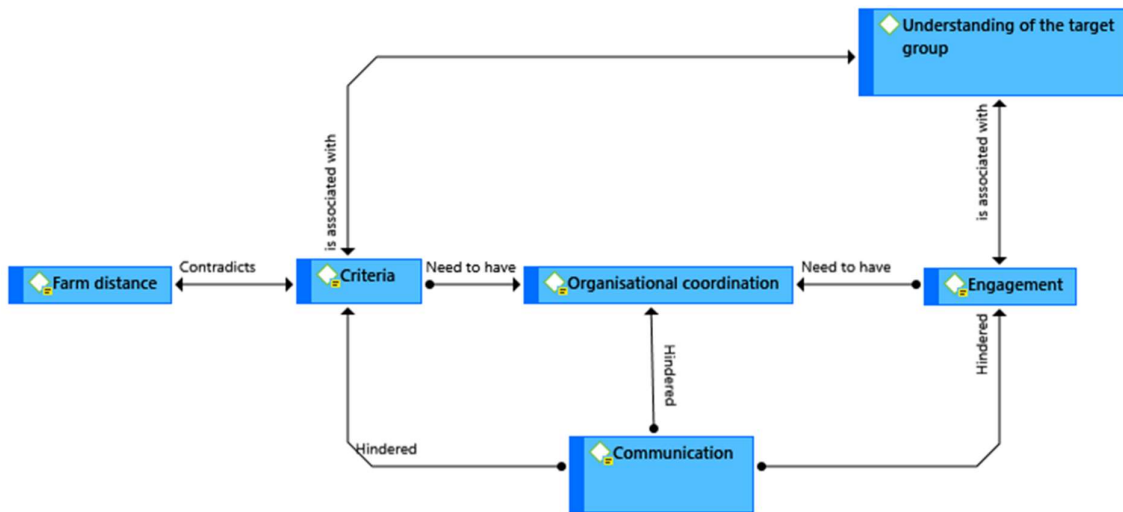 Understanding of the target
group
is associated with
is associated with
Farm distance
Contradicts
Criteria
Need to have
Organisational coordination
Need to have
Engagement
Hindered
Hindered
Hindered
Communication